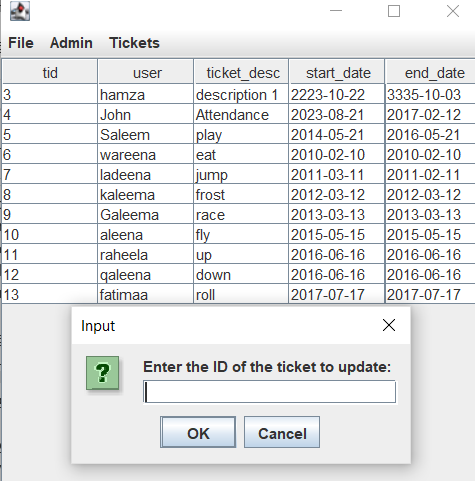 File Admin Tickets
tid user ticket_desc start_date end_date
3 hamza description 1 2223-10-22 3335-10-03
4 John Attendance 2023-08-21 2017-02-12
5 Saleem play 2014-05-21 2016-05-21
6 wareena eat 2010-02-10 2010-02-10
7 ladeena jump 2011-03-11 2011-02-11
8 kaleema frost 2012-03-12 2012-03-12
9 Galeema race 2013-03-13 2013-03-13
10 aleena fly 2015-05-15 2015-05-15
11 raheela up 2016-06-16 2016-06-16
12 qaleena down 2016-06-16 2016-06-16
13 fatimaa roll 2017-07-17 2017-07-17
Input
Enter the ID of the ticket to update:
OK Cancel